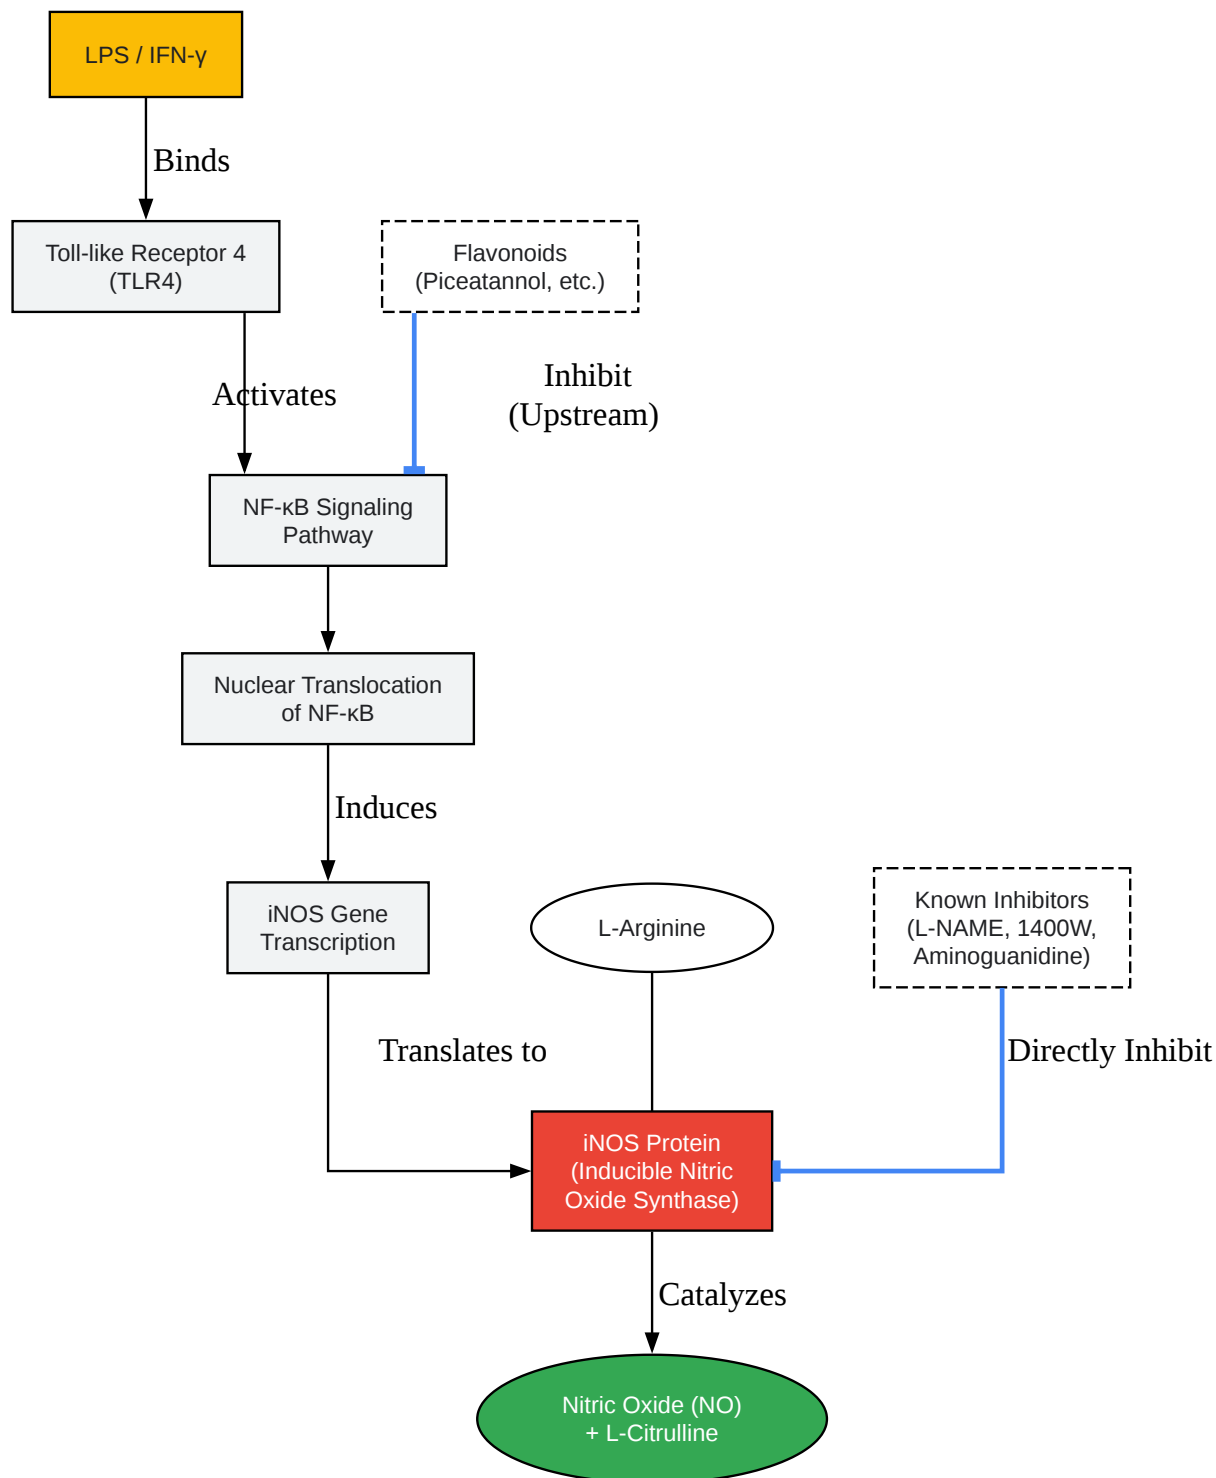 LPS / IFN-γ
Binds
Toll-like Receptor 4
(TLR4)
Flavonoids
(Piceatannol, etc.)
Activates
Inhibit
(Upstream)
NF-κB Signaling
Pathway
Nuclear Translocation
of NF-κB
Induces
iNOS Gene
Transcription
L-Arginine
Known Inhibitors
(L-NAME, 1400W,
Aminoguanidine)
Translates to
Directly Inhibit
iNOS Protein
(Inducible Nitric
Oxide Synthase)
Catalyzes
Nitric Oxide (NO)
+ L-Citrulline